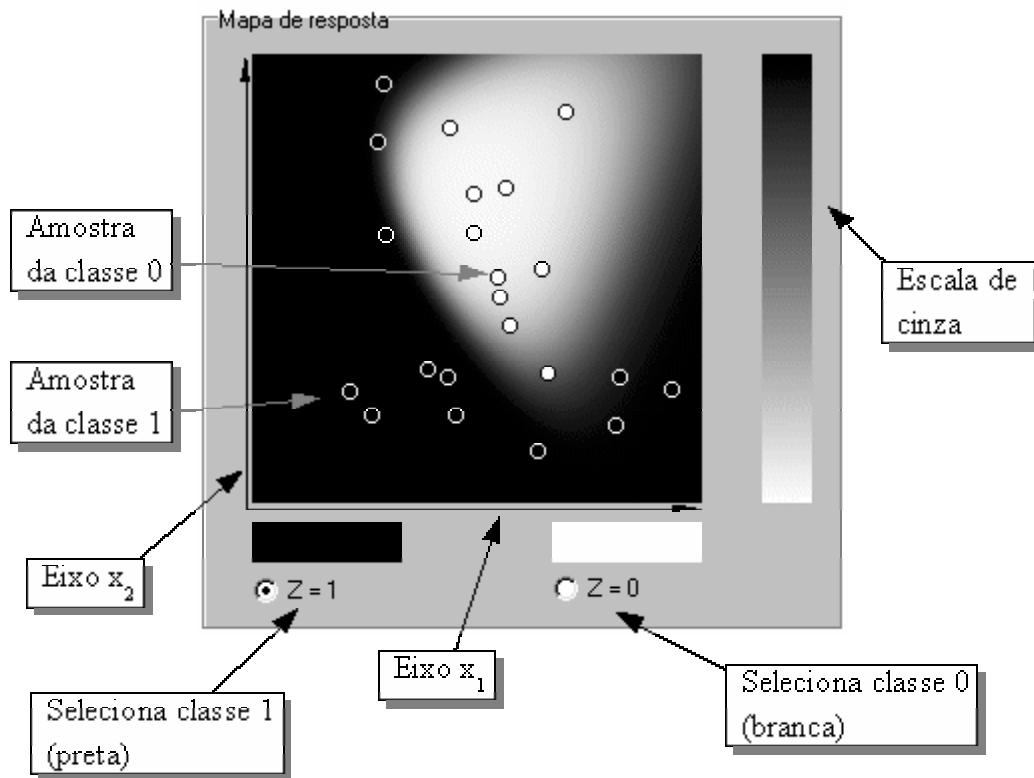 Mapa de resposta
Amostra
da classe 0
Escala de
cinza
Amostra
da classe 1
Eixo x2
Z = 1
Z = 0
Eixo x1
Seleciona classe 1
(preta)
Seleciona classe 0
(branca)